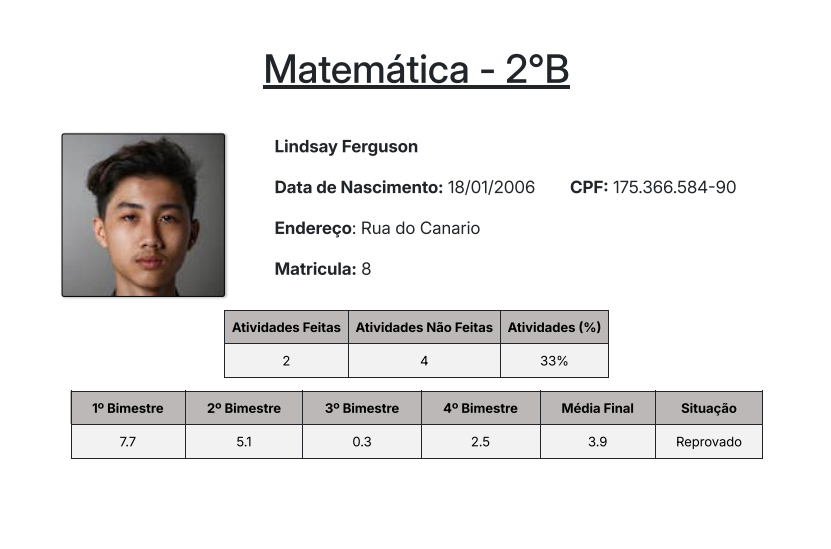 Matemática - 2°B
Lindsay Ferguson
Data de Nascimento: 18/01/2006 CPF: 175.366.584-90
Endereço: Rua do Canario
Matricula: 8
Atividades Feitas Atividades Não Feitas Atividades (%)
2 4 33%
1º Bimestre 2º Bimestre 3º Bimestre 4º Bimestre Média Final Situação
7.7 5.1 0.3 2.5 3.9 Reprovado